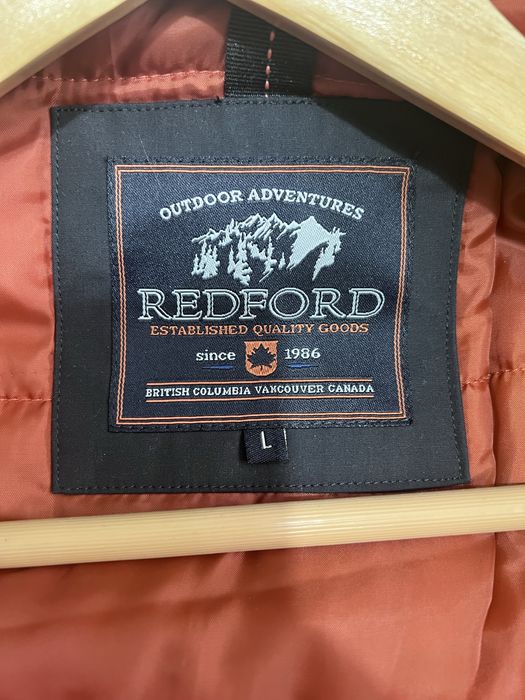 OUTDOOR ADVENTURES
REDFORD
ESTABLISHED QUALITY GOODS
since 1986
BRITISH COLUMBIA VANCOUVER CANADA
L